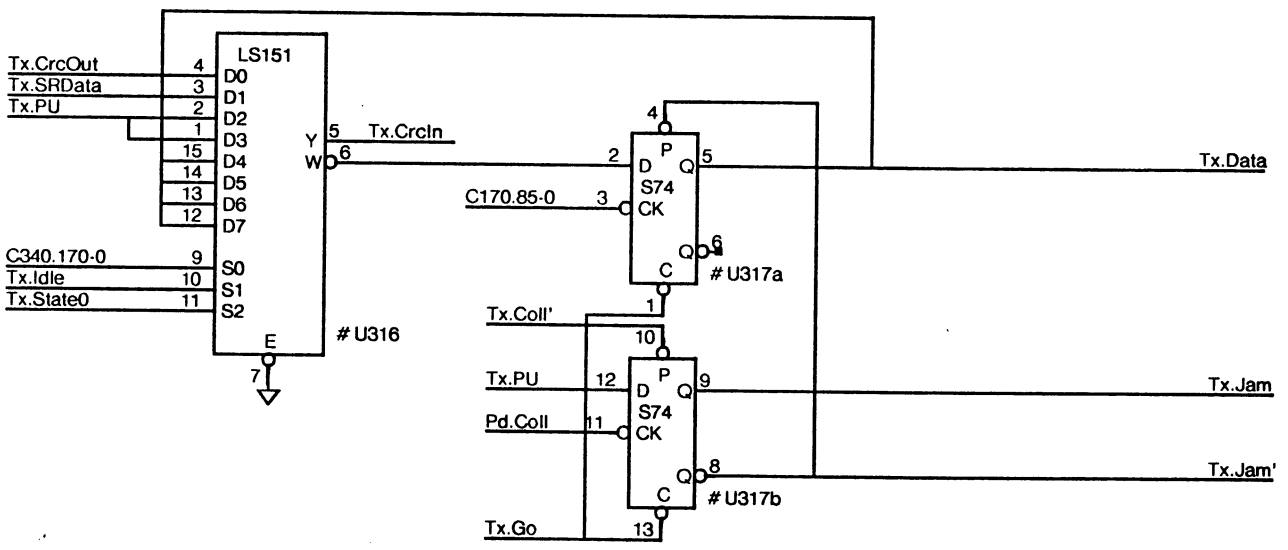 LS151
Tx.CrcOut 4 D0
Tx.SRData 3 D1
Tx.PU 2 D2
1 D3
Y 5 Tx.CrcIn
15 D4
W 6
14 D5
13 D6
12 D7
C340.170-0 9 S0
Tx.Idle 10 S1
Tx.State0 11 S2
E
7
# U316
4
P
2 D Q 5 Tx.Data
S74
C170.85-0 3 CK
Q 6
C
# U317a
1
Tx.Coll'
10
P
Tx.PU 12 D Q 9 Tx.Jam
S74
Pd.Coll 11 CK
Q 8 Tx.Jam'
C
# U317b
Tx.Go 13